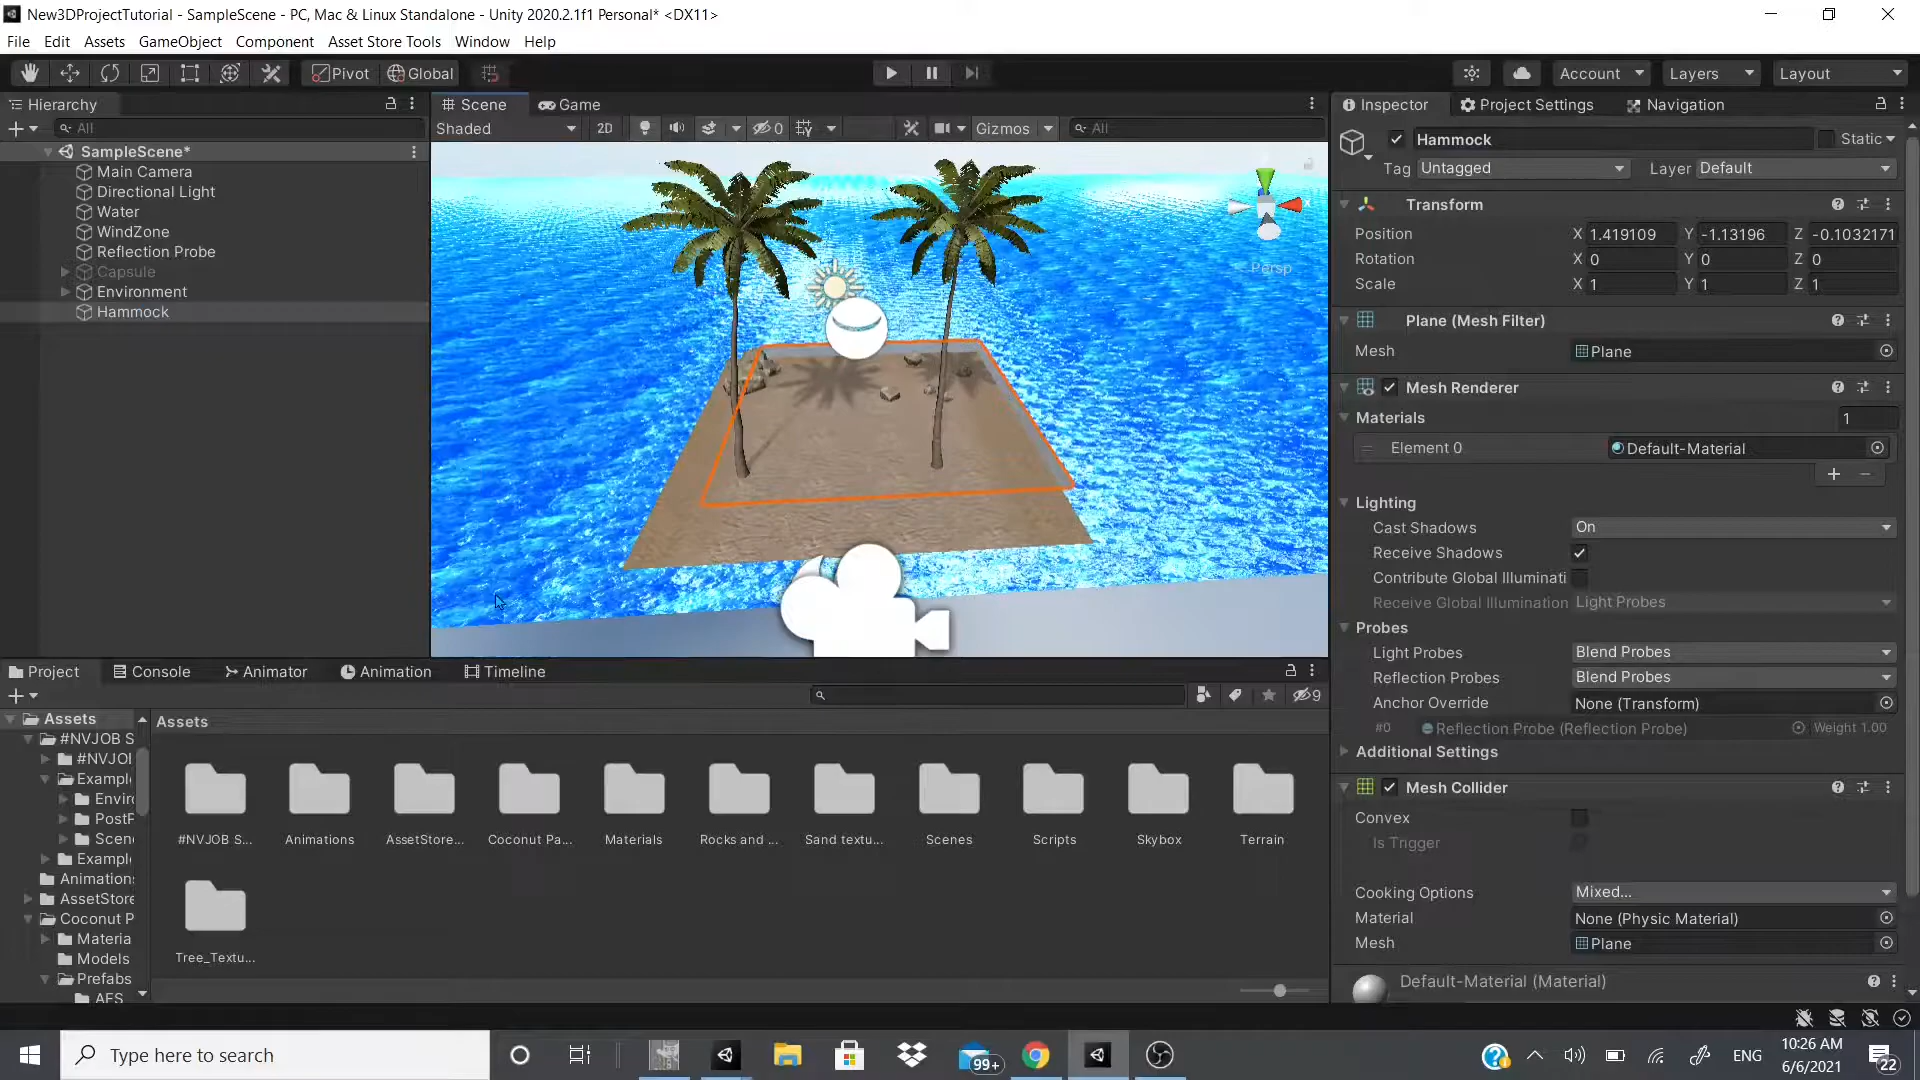 New3DProjectTutorial - SampleScene - PC, Mac & Linux Standalone - Unity 2020.2.1f1 Personal* <DX11>
File Edit Assets GameObject Component Asset Store Tools Window Help
Pivot Global Account Layers Layout
Hierarchy
All
SampleScene*
Main Camera
Directional Light
Water
WindZone
Reflection Probe
Capsule
Environment
Hammock
Scene Game
Shaded 2D 0 Gizmos All
Persp
Inspector Project Settings Navigation
Hammock Static
Tag Untagged Layer Default
Transform
Position X 1.419109 Y -1.13196 Z -0.1032171
Rotation X 0 Y 0 Z 0
Scale X 1 Y 1 Z 1
Plane (Mesh Filter)
Mesh Plane
Mesh Renderer
Materials 1
Element 0 Default-Material
Lighting
Cast Shadows On
Receive Shadows
Contribute Global Illuminati
Receive Global Illumination Light Probes
Probes
Light Probes Blend Probes
Reflection Probes Blend Probes
Anchor Override None (Transform)
#0 Reflection Probe (Reflection Probe) Weight 1.00
Additional Settings
Mesh Collider
Convex
Is Trigger
Cooking Options Mixed...
Material None (Physic Material)
Mesh Plane
Default-Material (Material)
Project Console Animator Animation Timeline
9
Assets
#NVJOB S
#NVJOI
Exampl
Enviro
PostF
Scen
Exampl
Animation
AssetStore
Coconut P
Materia
Models
Prefabs
AFS
Assets
#NVJOB S... Animations AssetStore... Coconut Pa... Materials Rocks and ... Sand textu... Scenes Scripts Skybox Terrain
Tree_Textu...
Type here to search
99+
ENG
10:26 AM
6/6/2021
22